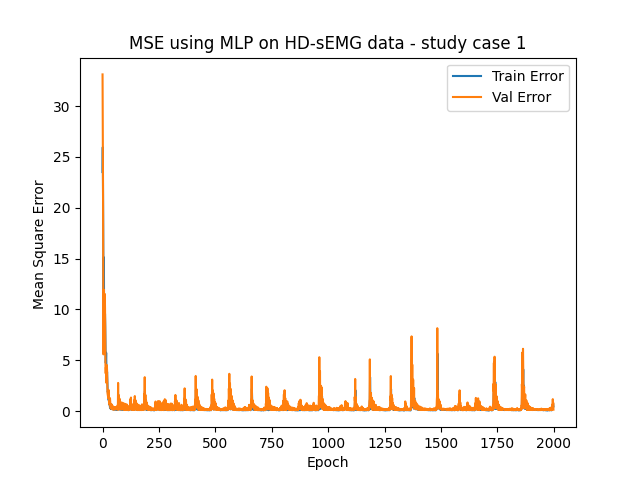 MSE using MLP on HD-sEMG data - study case 1
Train Error
Val Error
Mean Square Error
30
25
20
15
10
5
0
0 250 500 750 1000 1250 1500 1750 2000
Epoch